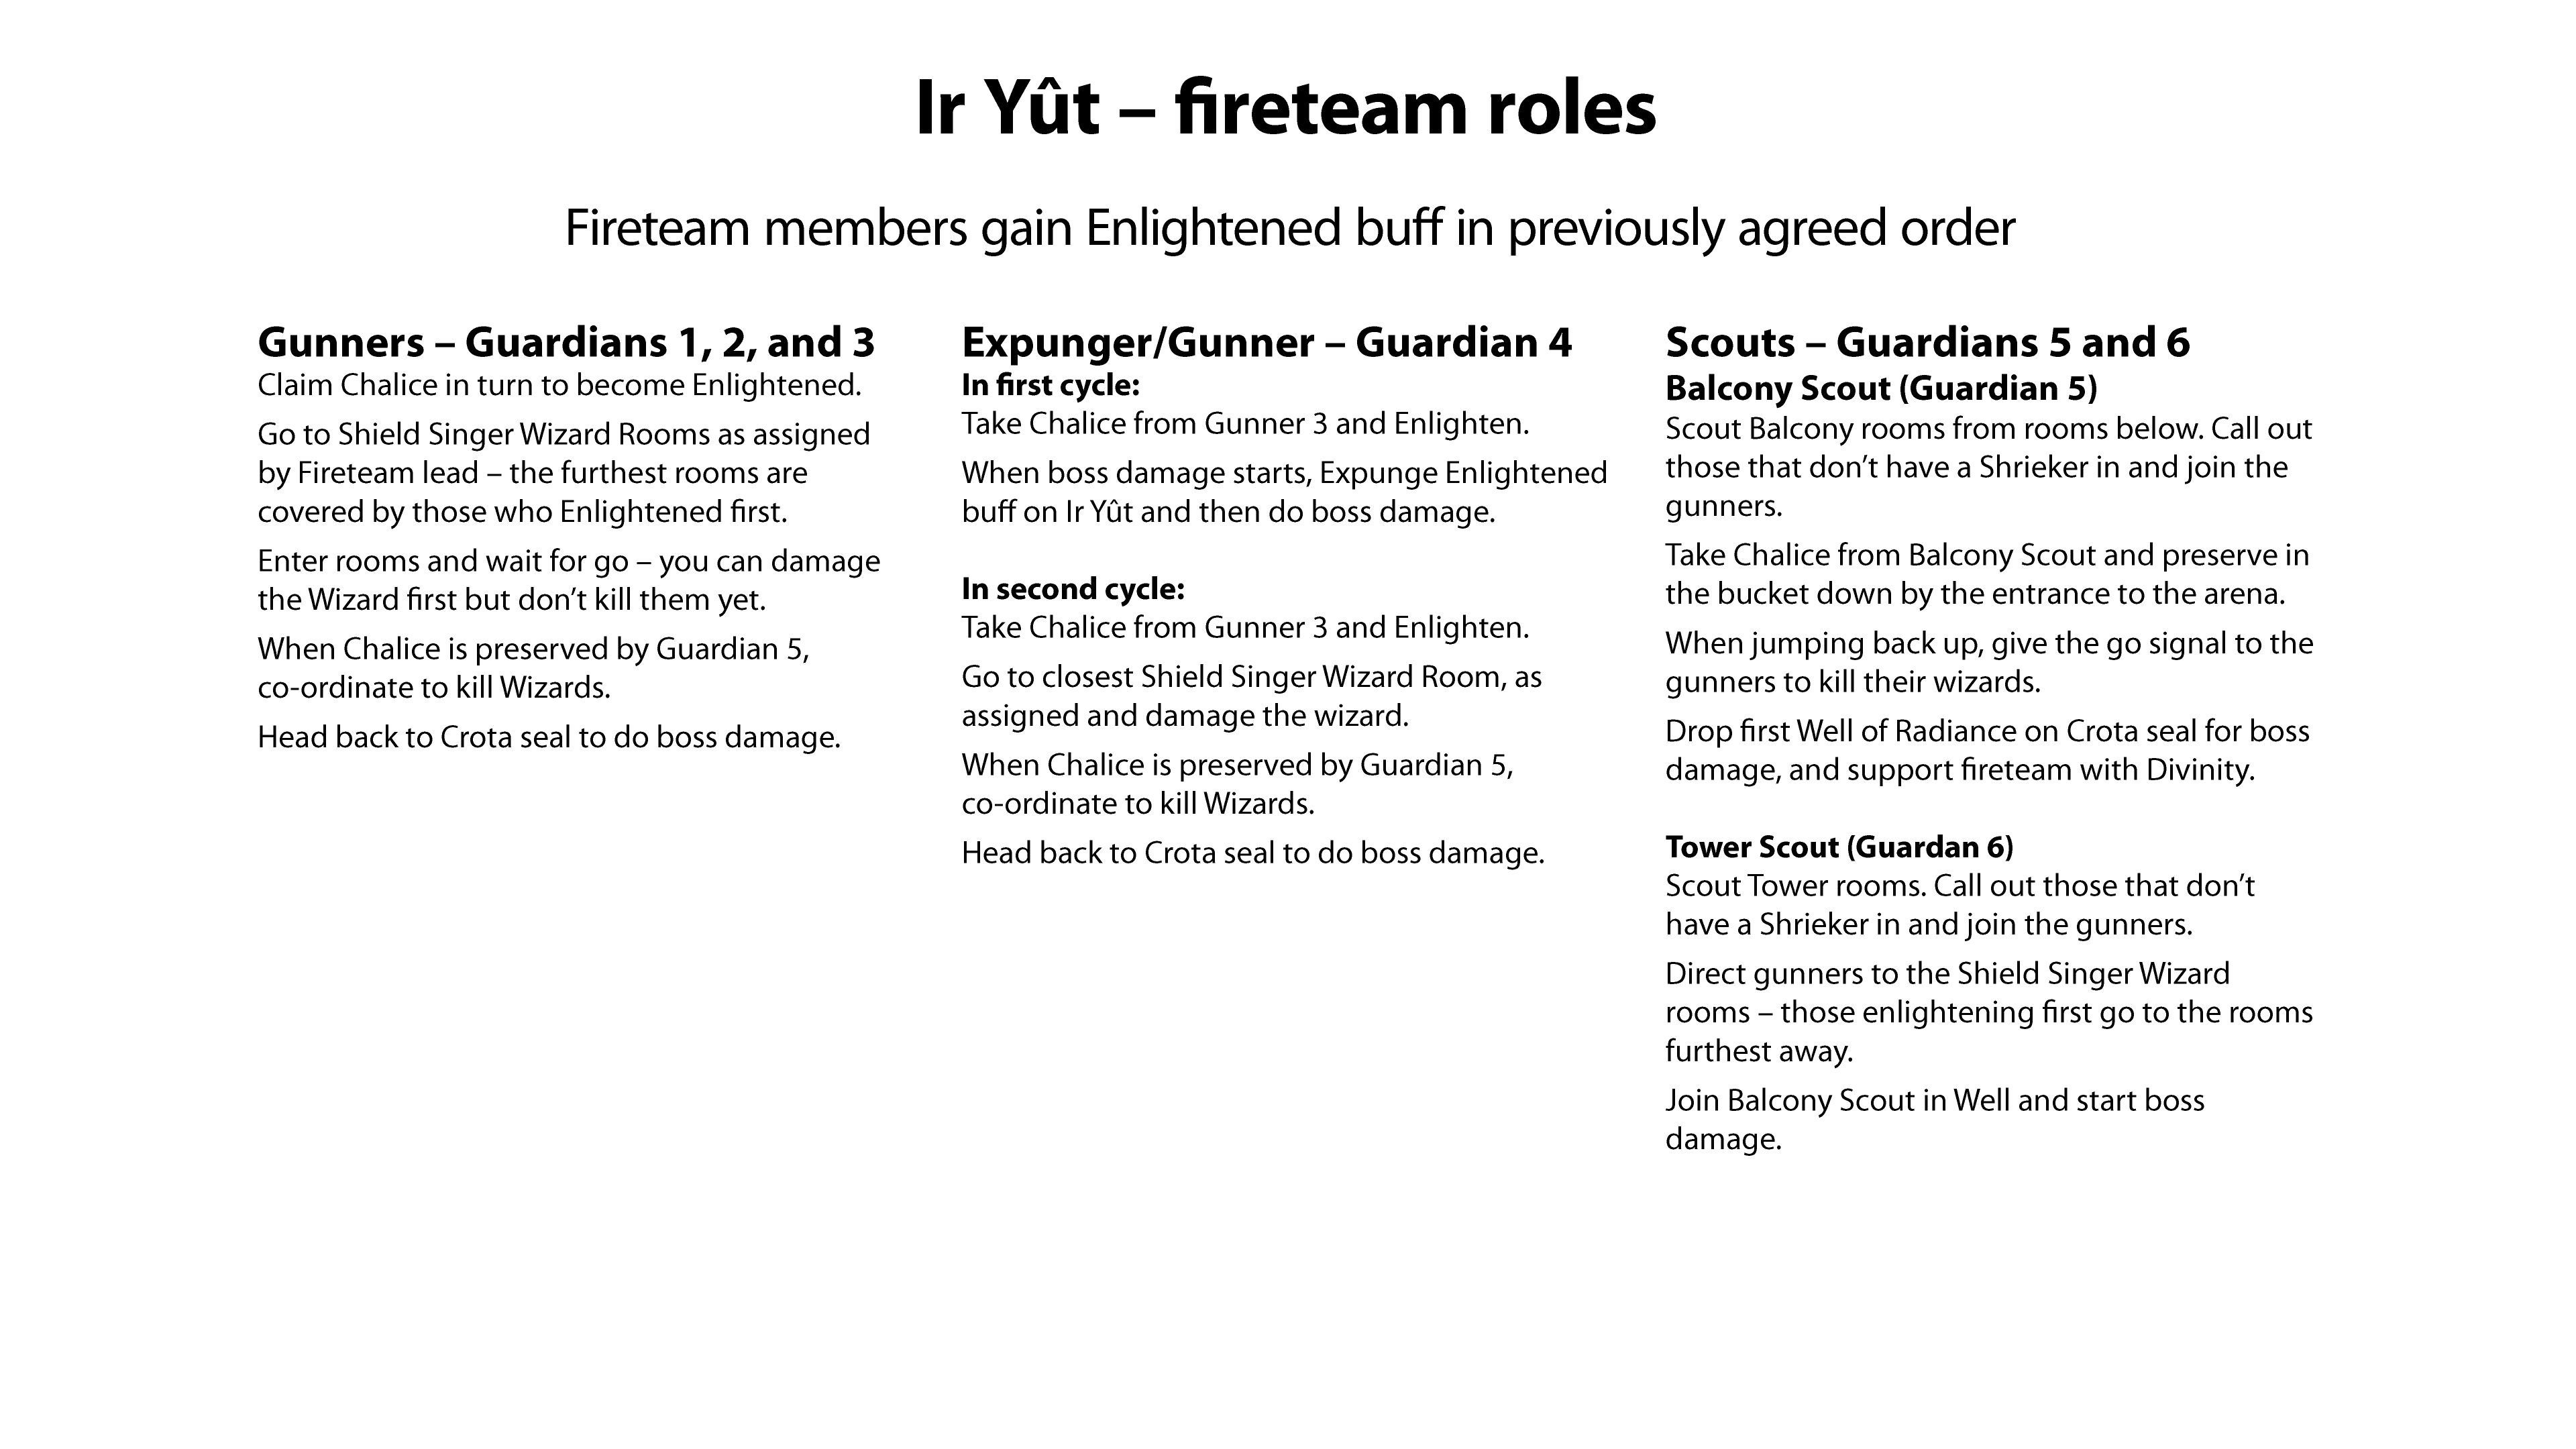 Ir Yût – fireteam roles
Fireteam members gain Enlightened buff in previously agreed order
Gunners – Guardians 1, 2, and 3
Claim Chalice in turn to become Enlightened.
Go to Shield Singer Wizard Rooms as assigned
by Fireteam lead – the furthest rooms are
covered by those who Enlightened first.
Enter rooms and wait for go – you can damage
the Wizard first but don’t kill them yet.
When Chalice is preserved by Guardian 5,
co-ordinate to kill Wizards.
Head back to Crota seal to do boss damage.
Expunger/Gunner – Guardian 4
In first cycle:
Take Chalice from Gunner 3 and Enlighten.
When boss damage starts, Expunge Enlightened
buff on Ir Yût and then do boss damage.
In second cycle:
Take Chalice from Gunner 3 and Enlighten.
Go to closest Shield Singer Wizard Room, as
assigned and damage the wizard.
When Chalice is preserved by Guardian 5,
co-ordinate to kill Wizards.
Head back to Crota seal to do boss damage.
Scouts – Guardians 5 and 6
Balcony Scout (Guardian 5)
Scout Balcony rooms from rooms below. Call out
those that don’t have a Shrieker in and join the
gunners.
Take Chalice from Balcony Scout and preserve in
the bucket down by the entrance to the arena.
When jumping back up, give the go signal to the
gunners to kill their wizards.
Drop first Well of Radiance on Crota seal for boss
damage, and support fireteam with Divinity.
Tower Scout (Guardan 6)
Scout Tower rooms. Call out those that don’t
have a Shrieker in and join the gunners.
Direct gunners to the Shield Singer Wizard
rooms – those enlightening first go to the rooms
furthest away.
Join Balcony Scout in Well and start boss
damage.